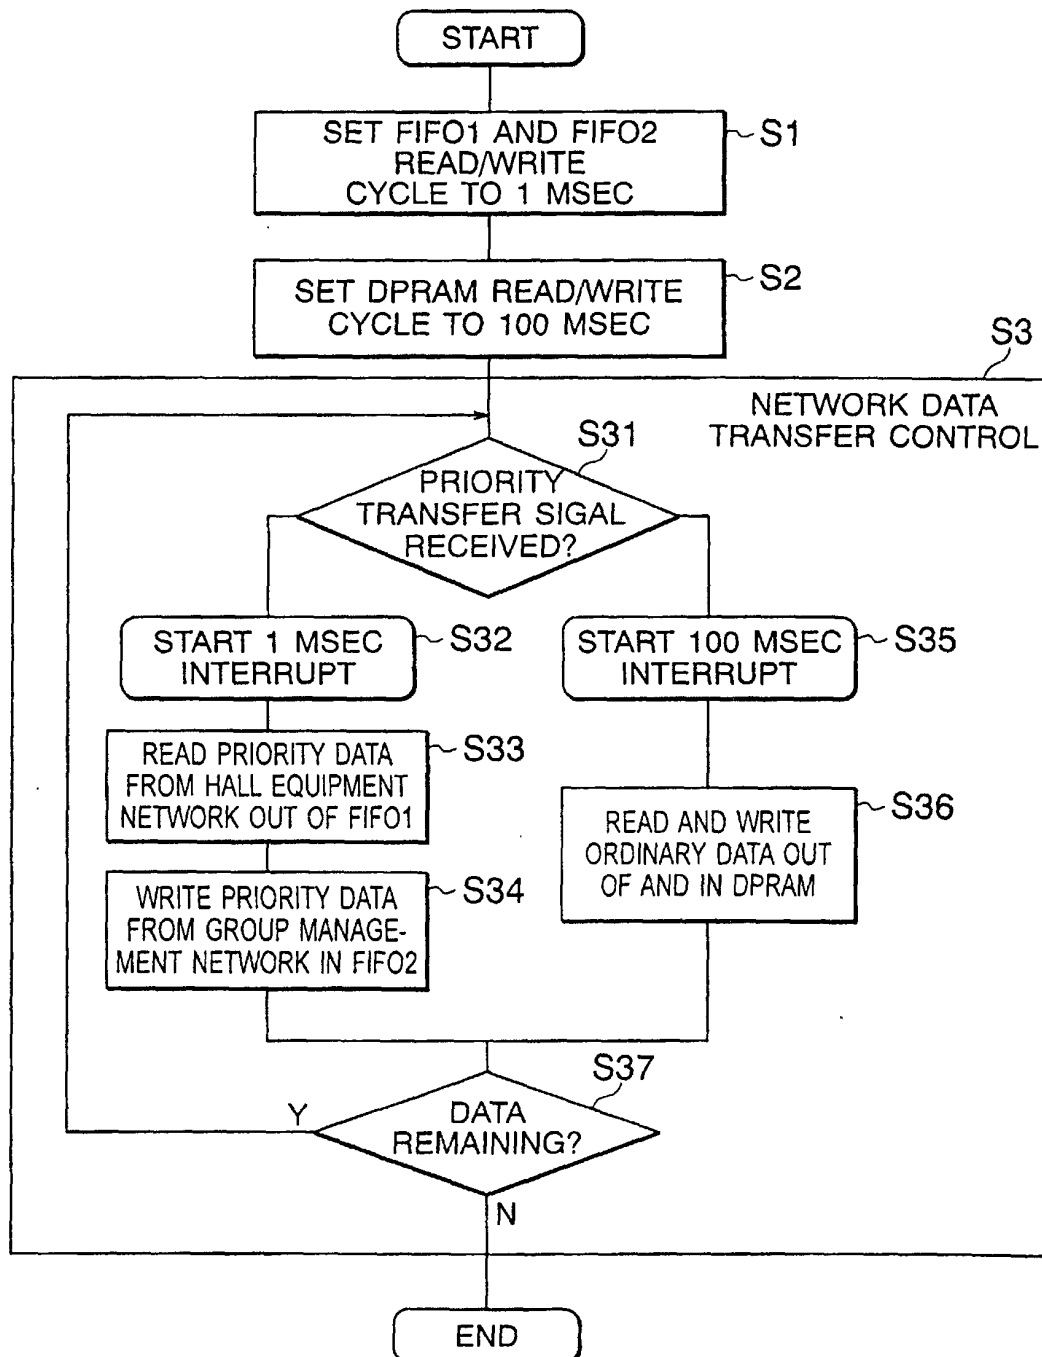 START
SET FIFO1 AND FIFO2
READ/WRITE
CYCLE TO 1 MSEC
S1
SET DPRAM READ/WRITE
CYCLE TO 100 MSEC
S2
S3
NETWORK DATA
TRANSFER CONTROL
S31
PRIORITY
TRANSFER SIGAL
RECEIVED?
START 1 MSEC
INTERRUPT
S32
START 100 MSEC
INTERRUPT
S35
READ PRIORITY DATA
FROM HALL EQUIPMENT
NETWORK OUT OF FIFO1
S33
READ AND WRITE
ORDINARY DATA OUT
OF AND IN DPRAM
S36
WRITE PRIORITY DATA
FROM GROUP MANAGE-
MENT NETWORK IN FIFO2
S34
S37
DATA
REMAINING?
Y
N
END